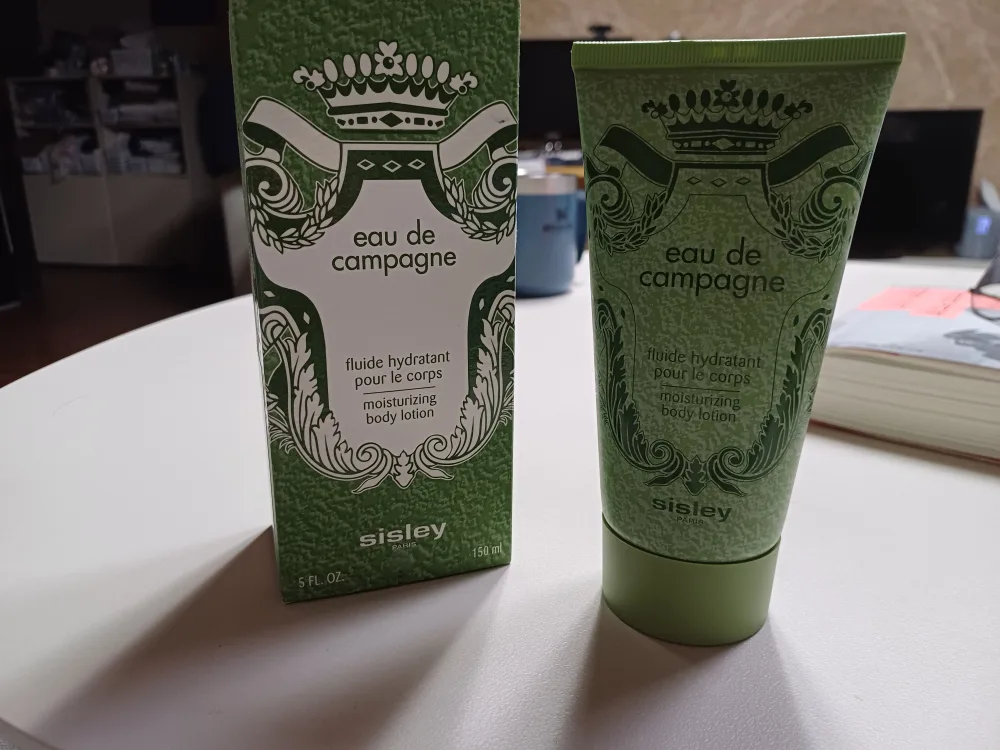 eau de
campagne
fluide hydratant
pour le corps
moisturizing
body lotion
sisley
PARIS
5 FL. OZ.
150 ml
eau de
campagne
fluide hydratant
pour le corps
moisturizing
body lotion
sisley
PARIS